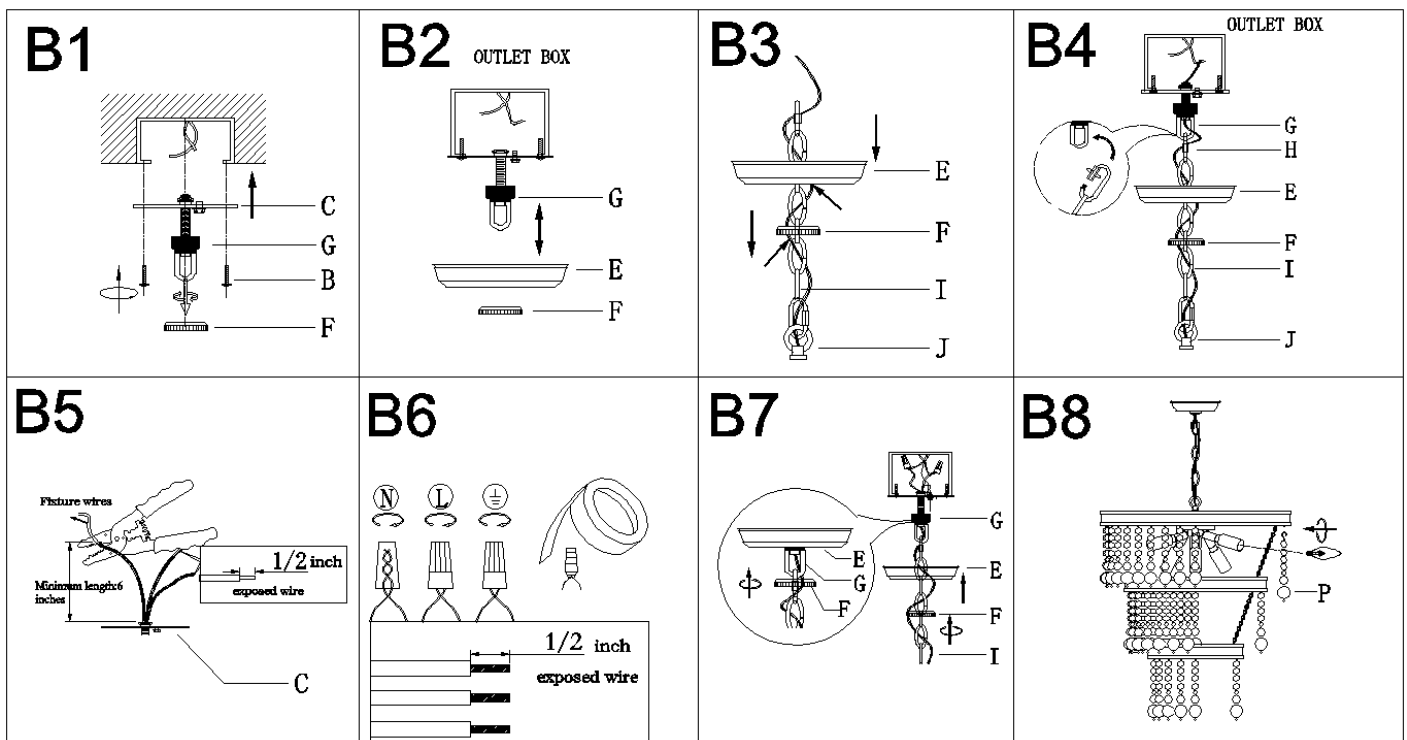 B1
C
G
B
F
B2
OUTLET BOX
G
E
F
B3
E
F
I
J
B4
OUTLET BOX
G
H
E
F
I
J
B5
Fixture wires
1/2 inch
exposed wire
Minimum length:6
inches
C
B6
N L
1/2 inch
exposed wire
B7
G
E
F
I
E
G
F
B8
P